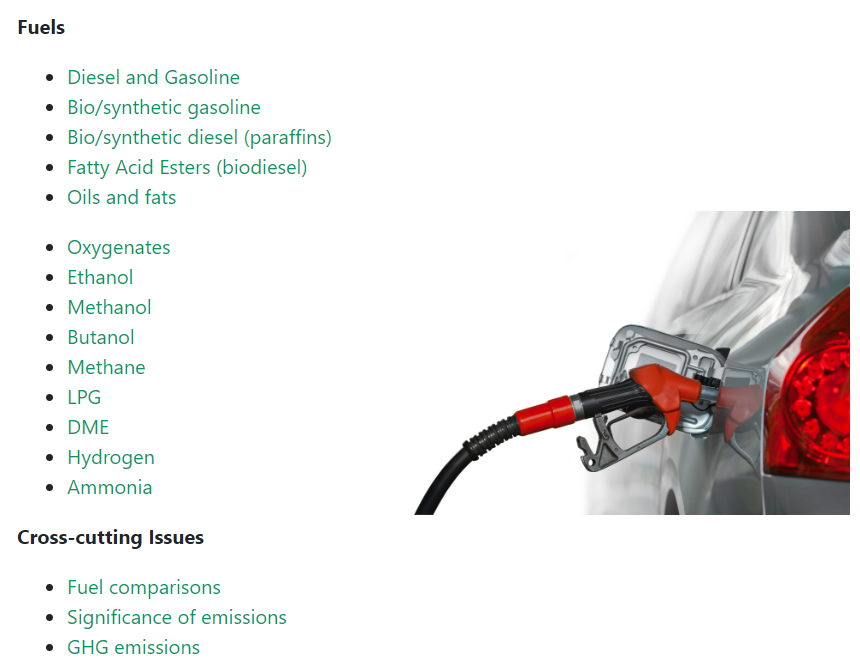 Fuels
Diesel and Gasoline
Bio/synthetic gasoline
Bio/synthetic diesel (paraffins)
Fatty Acid Esters (biodiesel)
Oils and fats
Oxygenates
Ethanol
Methanol
Butanol
Methane
LPG
DME
Hydrogen
Ammonia
Cross-cutting Issues
Fuel comparisons
Significance of emissions
GHG emissions